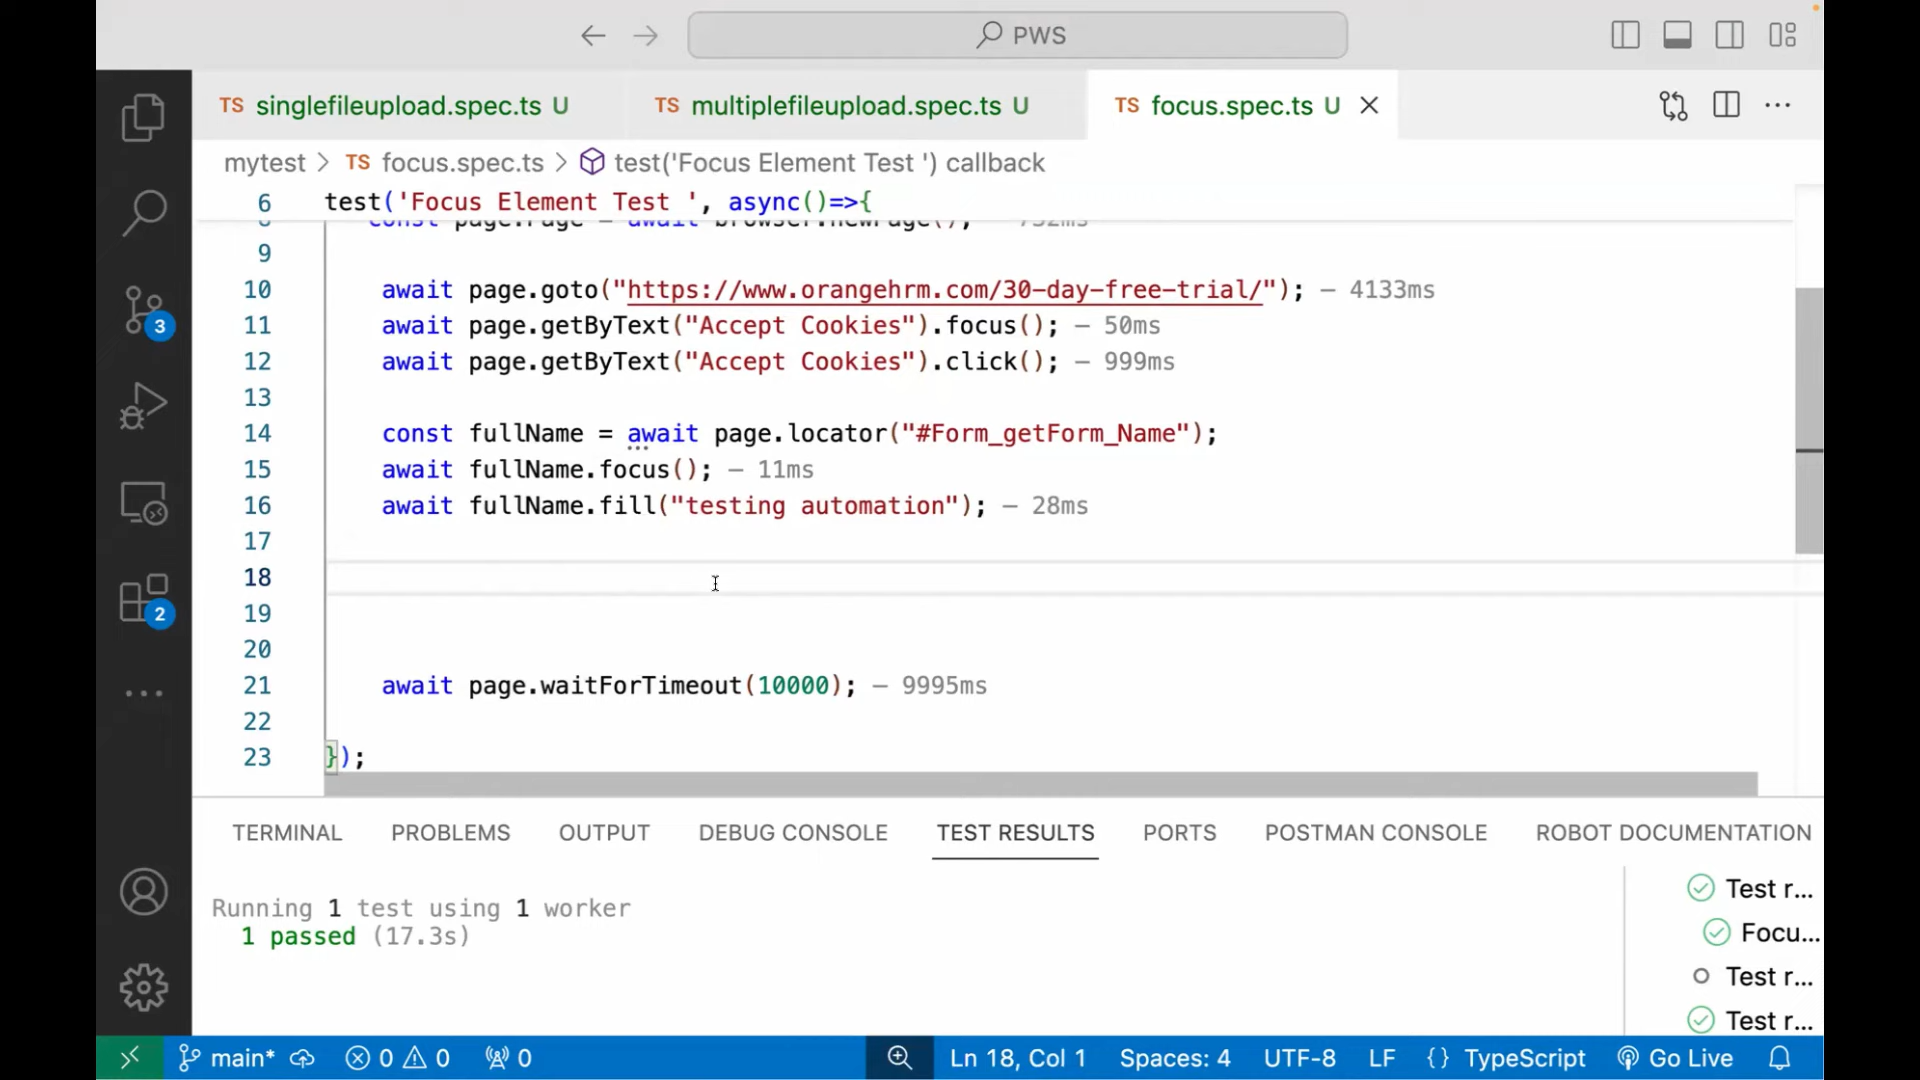 PWS
TS singlefileupload.spec.ts U TS multiplefileupload.spec.ts U TS focus.spec.ts U
mytest > TS focus.spec.ts > test('Focus Element Test ') callback
6 test('Focus Element Test ', async()=>{
const page:Page = await browser.newPage(); — 752ms
9
10 await page.goto("https://www.orangehrm.com/30-day-free-trial/"); — 4133ms
11 await page.getByText("Accept Cookies").focus(); — 50ms
12 await page.getByText("Accept Cookies").click(); — 999ms
13
14 const fullName = await page.locator("#Form_getForm_Name");
15 await fullName.focus(); — 11ms
16 await fullName.fill("testing automation"); — 28ms
17
18
19
20
21 await page.waitForTimeout(10000); — 9995ms
22
23 });
3
2
TERMINAL PROBLEMS OUTPUT DEBUG CONSOLE TEST RESULTS PORTS POSTMAN CONSOLE ROBOT DOCUMENTATION
Running 1 test using 1 worker
1 passed (17.3s)
Test r...
Focu...
Test r...
Test r...
main* 0 0 0 Ln 18, Col 1 Spaces: 4 UTF-8 LF {} TypeScript Go Live